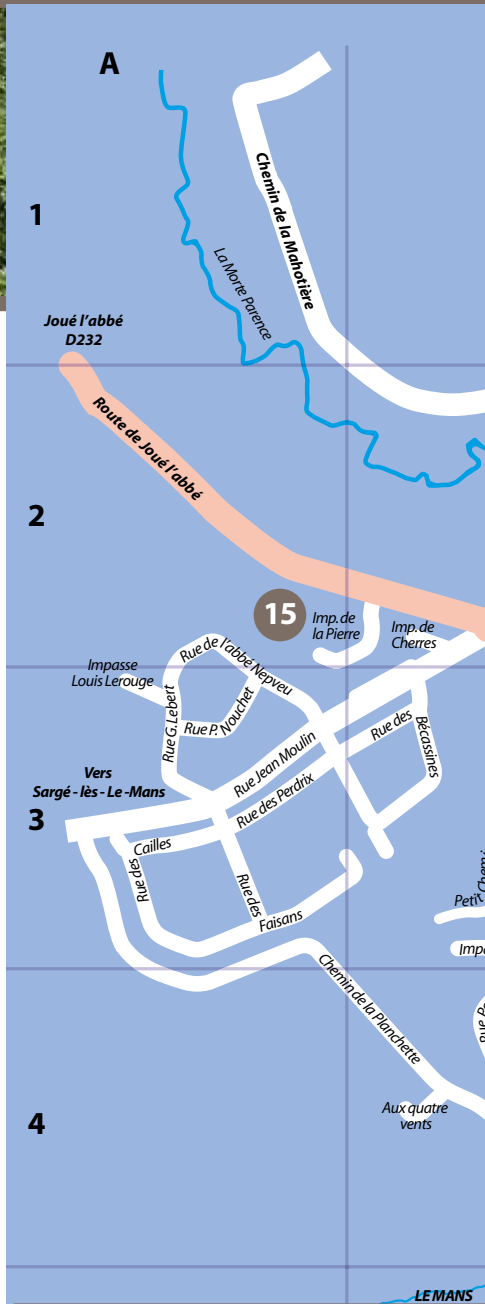 A
1
Chemin de la Mahotière
La Morte Parence
Joué l'abbé
D232
Route de Joué l'abbé
2
15
Imp. de
la Pierre
Imp. de
Cherres
Rue de l'abbé Nepveu
Impasse
Louis Lerouge
Rue G. Lebart
Rue P. Nouchet
Rue Jean Moulin
Rue des
Bécassines
Vers
Sargé - lès - Le -Mans
Rue des Perdrix
3
Cailles
Rue des
Rue des
Faisans
Petit
Chemin de la Planchette
4
Aux quatre
vents
LE MANS